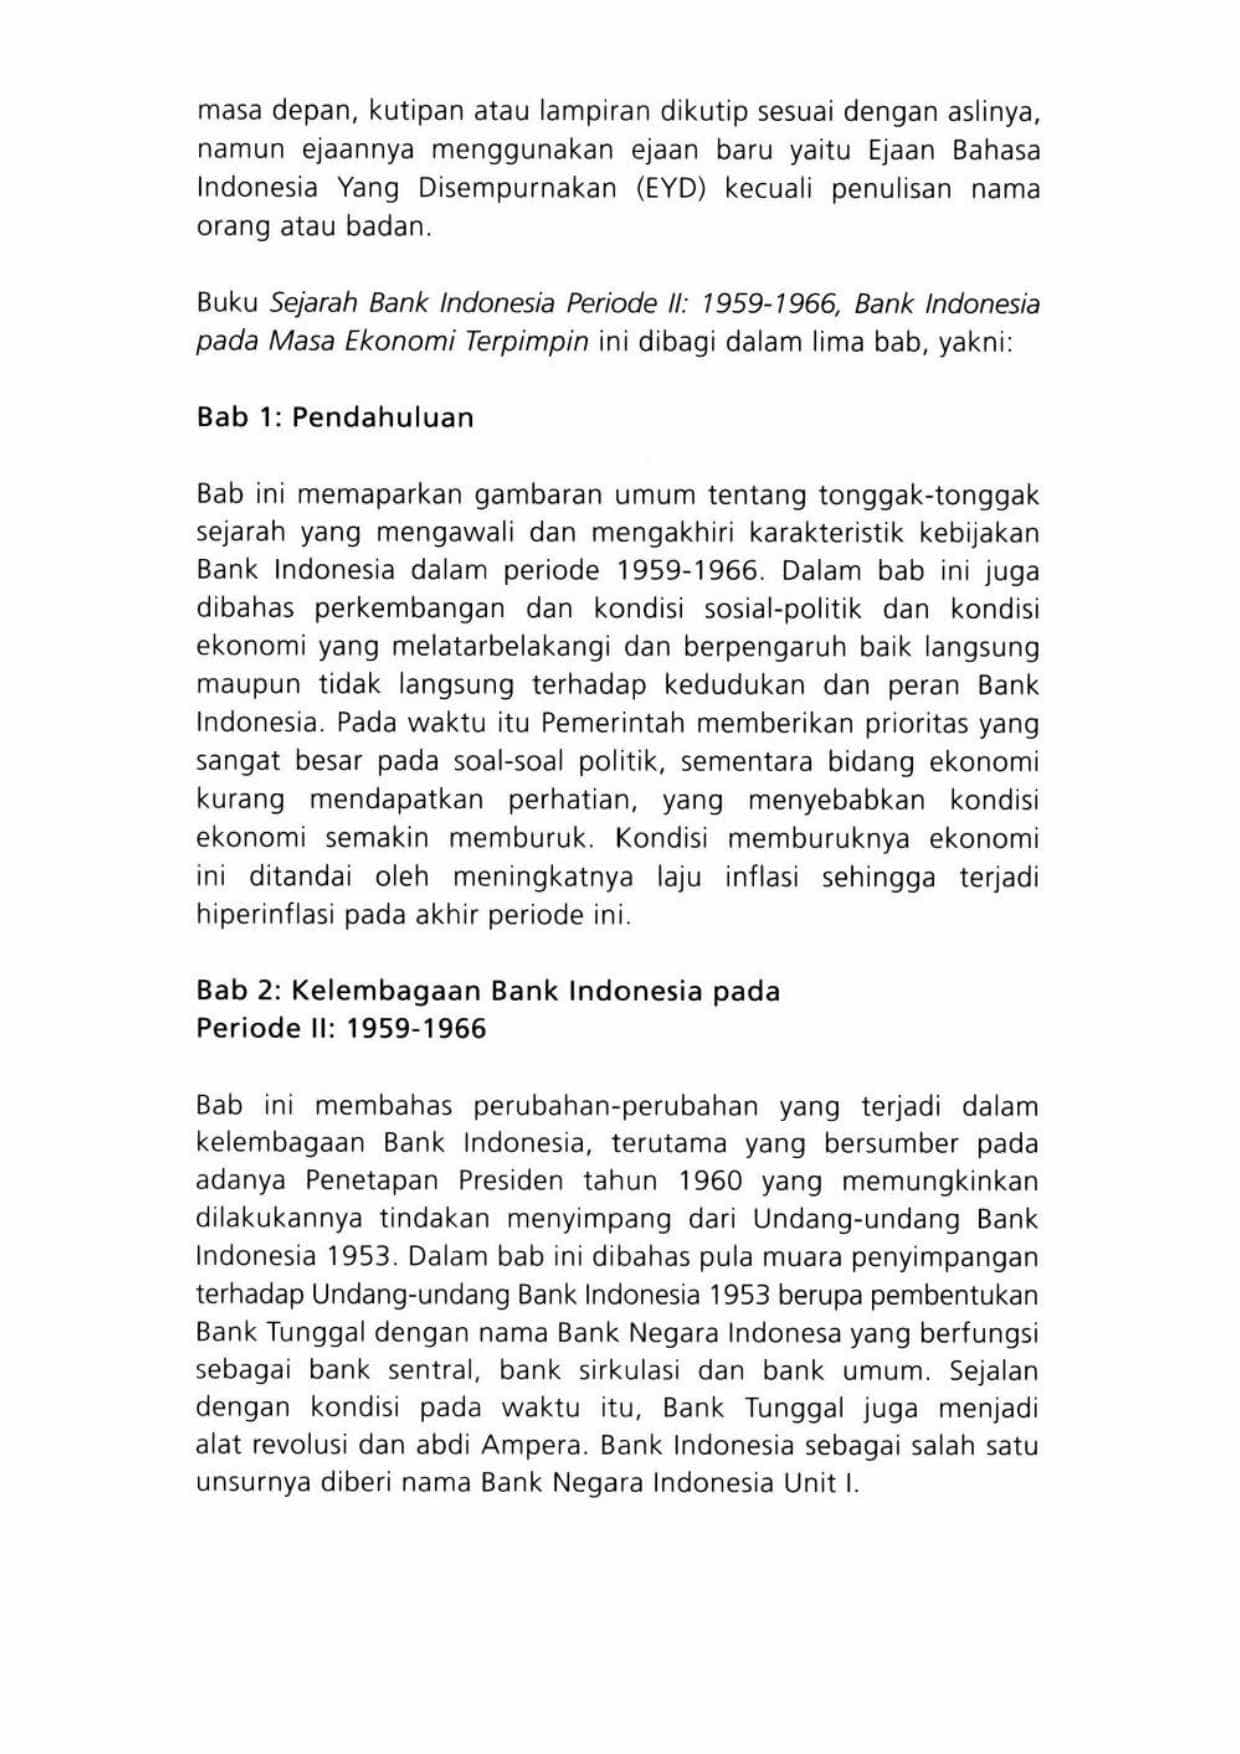 masa depan, kutipan atau lampiran dikutip sesuai dengan aslinya,
namun ejaannya menggunakan ejaan baru yaitu Ejaan Bahasa
Indonesia Yang Disempurnakan (EYD) kecuali penulisan nama
orang atau badan.
Buku Sejarah Bank Indonesia Periode II: 1959-1966, Bank Indonesia
pada Masa Ekonomi Terpimpin ini dibagi dalam lima bab, yakni:
Bab 1: Pendahuluan
Bab ini memaparkan gambaran umum tentang tonggak-tonggak
sejarah yang mengawali dan mengakhiri karakteristik kebijakan
Bank Indonesia dalam periode 1959-1966. Dalam bab ini juga
dibahas perkembangan dan kondisi sosial-politik dan kondisi
ekonomi yang melatarbelakangi dan berpengaruh baik langsung
maupun tidak langsung terhadap kedudukan dan peran Bank
Indonesia. Pada waktu itu Pemerintah memberikan prioritas yang
sangat besar pada soal-soal politik, sementara bidang ekonomi
kurang mendapatkan perhatian, yang menyebabkan kondisi
ekonomi semakin memburuk. Kondisi memburuknya ekonomi
ini ditandai oleh meningkatnya laju inflasi sehingga terjadi
hiperinflasi pada akhir periode ini.
Bab 2: Kelembagaan Bank Indonesia pada
Periode II: 1959-1966
Bab ini membahas perubahan-perubahan yang terjadi dalam
kelembagaan Bank Indonesia, terutama yang bersumber pada
adanya Penetapan Presiden tahun 1960 yang memungkinkan
dilakukannya tindakan menyimpang dari Undang-undang Bank
Indonesia 1953. Dalam bab ini dibahas pula muara penyimpangan
terhadap Undang-undang Bank Indonesia 1953 berupa pembentukan
Bank Tunggal dengan nama Bank Negara Indonesa yang berfungsi
sebagai bank sentral, bank sirkulasi dan bank umum. Sejalan
dengan kondisi pada waktu itu, Bank Tunggal juga menjadi
alat revolusi dan abdi Ampera. Bank Indonesia sebagai salah satu
unsurnya diberi nama Bank Negara Indonesia Unit I.